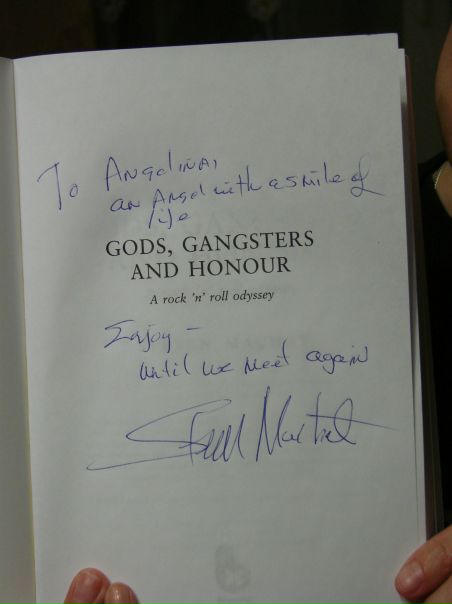 To Angelina,
an Angel with a smile of
life
GODS, GANGSTERS
AND HONOUR
A rock 'n' roll odyssey
Enjoy –
until we meet again